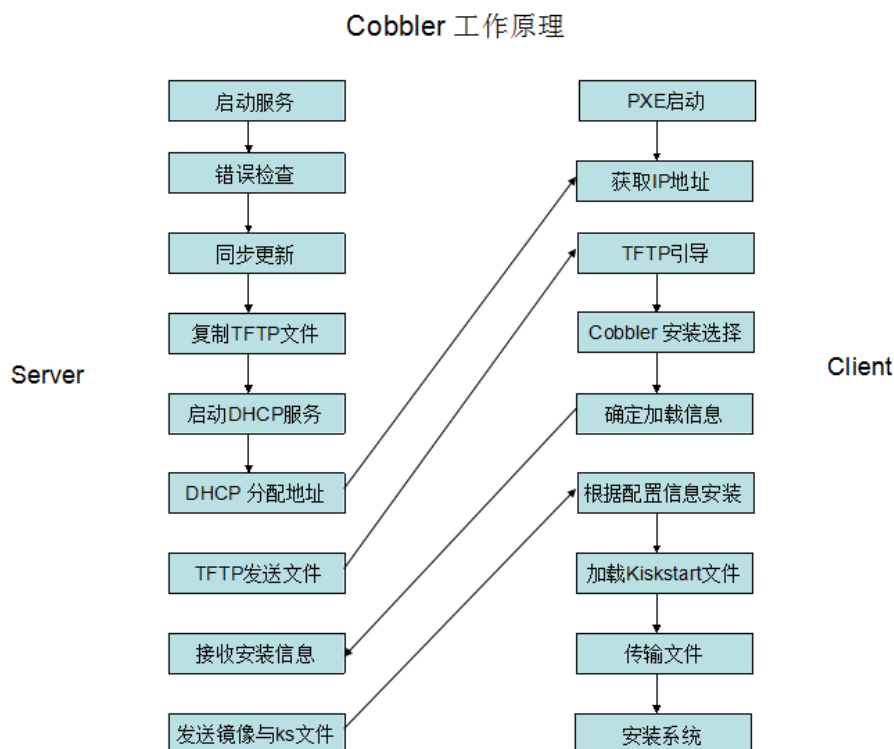 Cobbler 工作原理
启动服务
错误检查
同步更新
复制TFTP文件
Server
启动DHCP服务
DHCP 分配地址
TFTP发送文件
接收安装信息
发送镜像与ks文件
PXE启动
获取IP地址
TFTP引导
Cobbler 安装选择
Client
确定加载信息
根据配置信息安装
加载Kiskstart文件
传输文件
安装系统